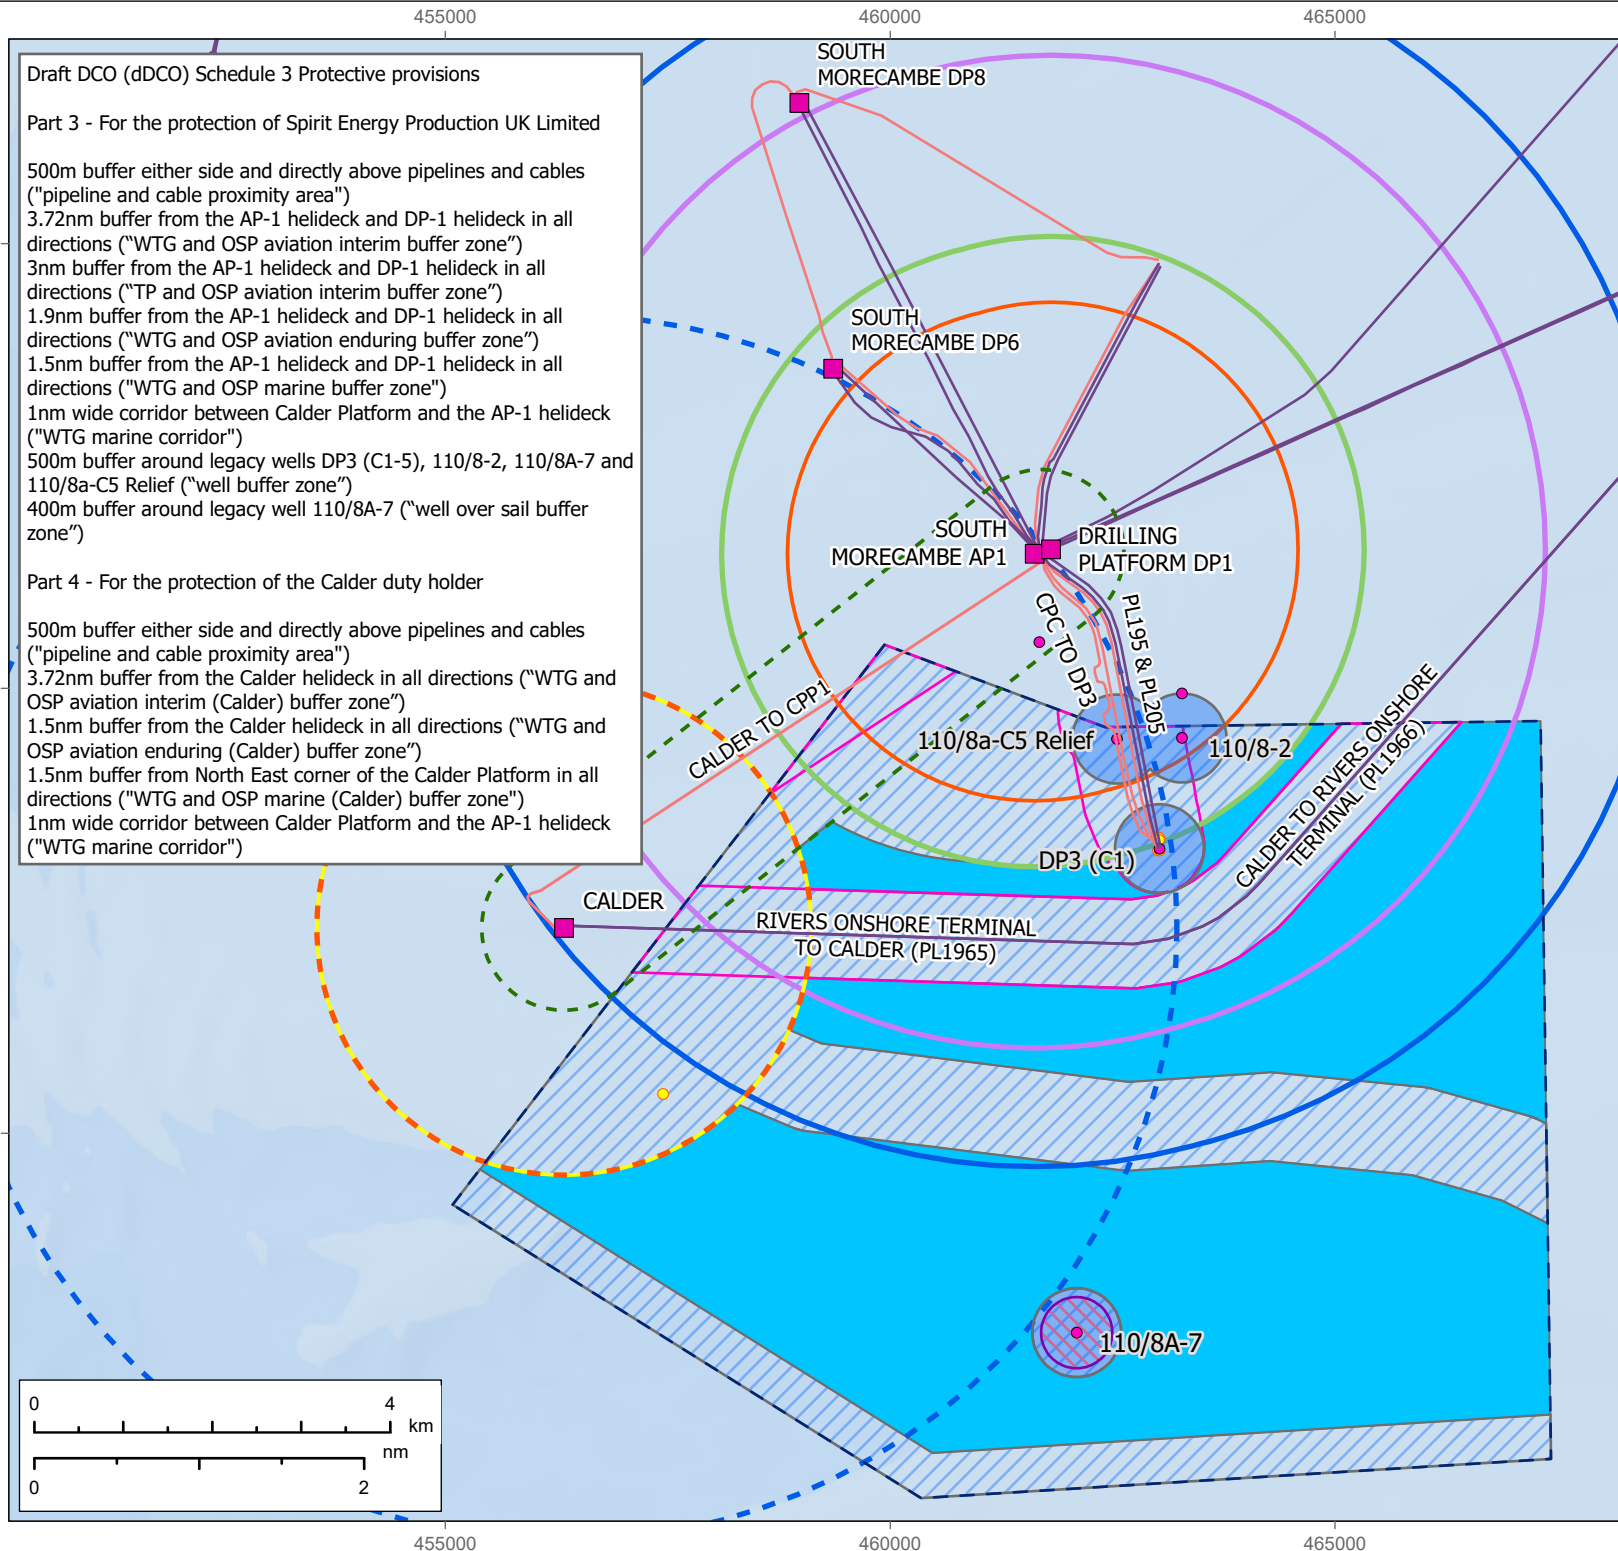 455000
460000
465000
Draft DCO (dDCO) Schedule 3 Protective provisions
Part 3 - For the protection of Spirit Energy Production UK Limited
500m buffer either side and directly above pipelines and cables
("pipeline and cable proximity area")
3.72nm buffer from the AP-1 helideck and DP-1 helideck in all
directions (“WTG and OSP aviation interim buffer zone”)
3nm buffer from the AP-1 helideck and DP-1 helideck in all
directions (“TP and OSP aviation interim buffer zone”)
1.9nm buffer from the AP-1 helideck and DP-1 helideck in all
directions (“WTG and OSP aviation enduring buffer zone”)
1.5nm buffer from the AP-1 helideck and DP-1 helideck in all
directions ("WTG and OSP marine buffer zone")
1nm wide corridor between Calder Platform and the AP-1 helideck
("WTG marine corridor")
500m buffer around legacy wells DP3 (C1-5), 110/8-2, 110/8A-7 and
110/8a-C5 Relief (“well buffer zone”)
400m buffer around legacy well 110/8A-7 (“well over sail buffer
zone”)
Part 4 - For the protection of the Calder duty holder
500m buffer either side and directly above pipelines and cables
("pipeline and cable proximity area")
3.72nm buffer from the Calder helideck in all directions (“WTG and
OSP aviation interim (Calder) buffer zone”)
1.5nm buffer from the Calder helideck in all directions (“WTG and
OSP aviation enduring (Calder) buffer zone”)
1.5nm buffer from North East corner of the Calder Platform in all
directions ("WTG and OSP marine (Calder) buffer zone")
1nm wide corridor between Calder Platform and the AP-1 helideck
("WTG marine corridor")
SOUTH
MORECAMBE DP8
SOUTH
MORECAMBE DP6
SOUTH
MORECAMBE AP1
DRILLING
PLATFORM DP1
CPC TO DP3
PL195 & PL205
CALDER TO CPP1
110/8a-C5 Relief
110/8-2
DP3 (C1)
CALDER TO RIVERS ONSHORE
TERMINAL (PL1966)
CALDER
RIVERS ONSHORE TERMINAL
TO CALDER (PL1965)
110/8A-7
0 4
km
nm
0 2
455000
460000
465000